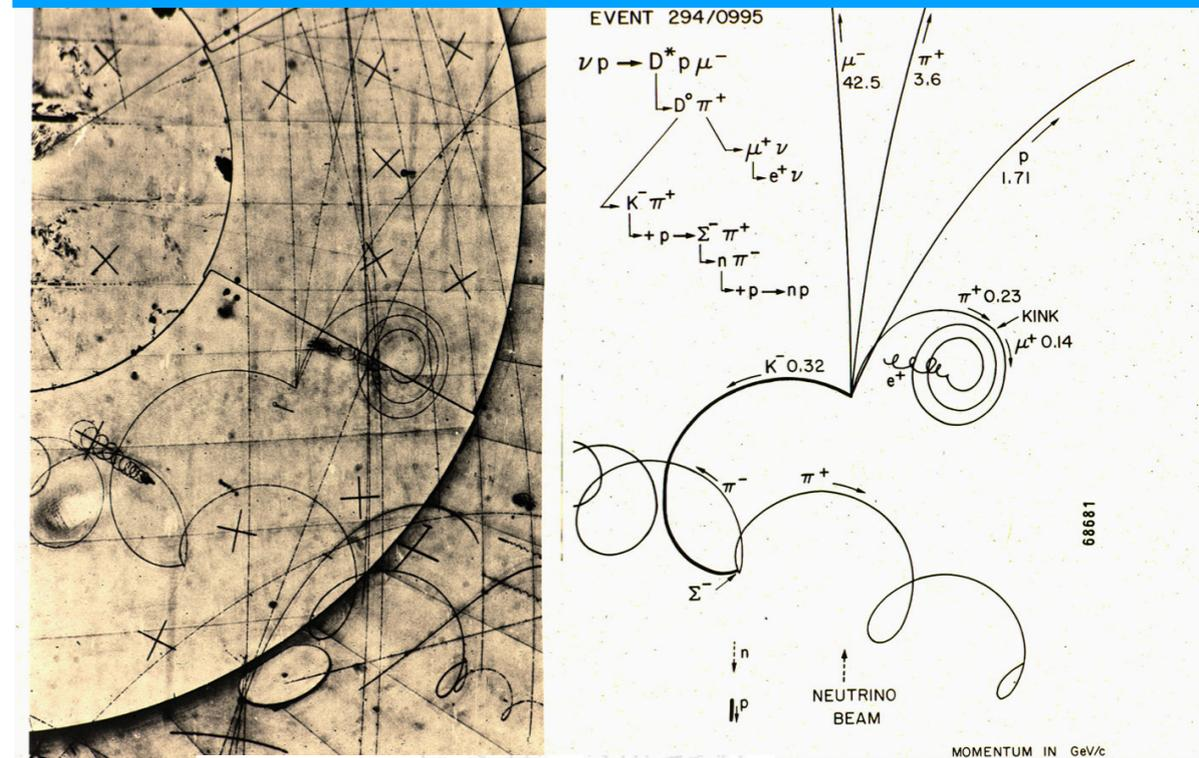 EVENT 294/0995
νp → D*pμ⁻
D°π⁺
μ⁺ν
e⁺ν
K⁻π⁺
+p → Σ⁻π⁺
nπ⁻
+p → np
μ⁻
42.5
π⁺
3.6
p
1.71
π⁺ 0.23
KINK
μ⁺ 0.14
e⁺
K⁻ 0.32
π⁻
π⁺
Σ⁻
n
p
NEUTRINO
BEAM
68681
MOMENTUM IN GeV/c